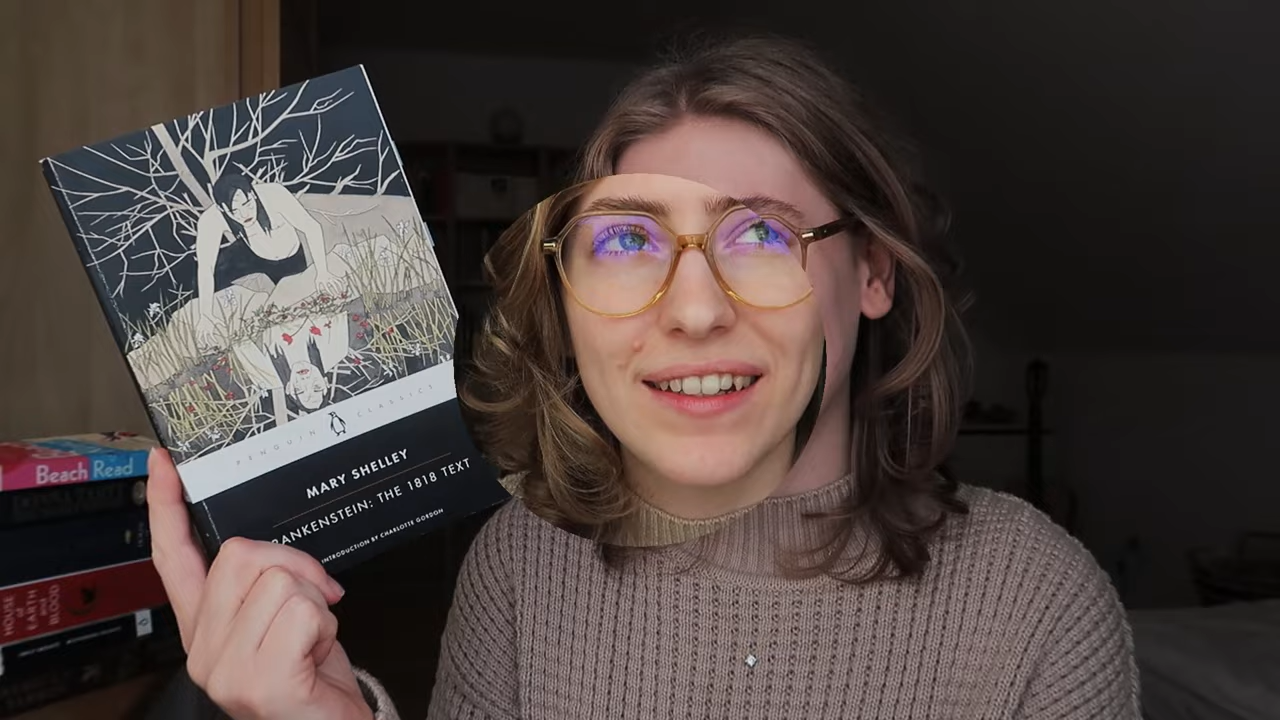 PENGUIN CLASSICS
MARY SHELLEY
RANKENSTEIN: THE 1818 TEXT
INTRODUCTION BY CHARLOTTE GORDON
Beach Read
HOUSE
of
EARTH
and
BLOOD